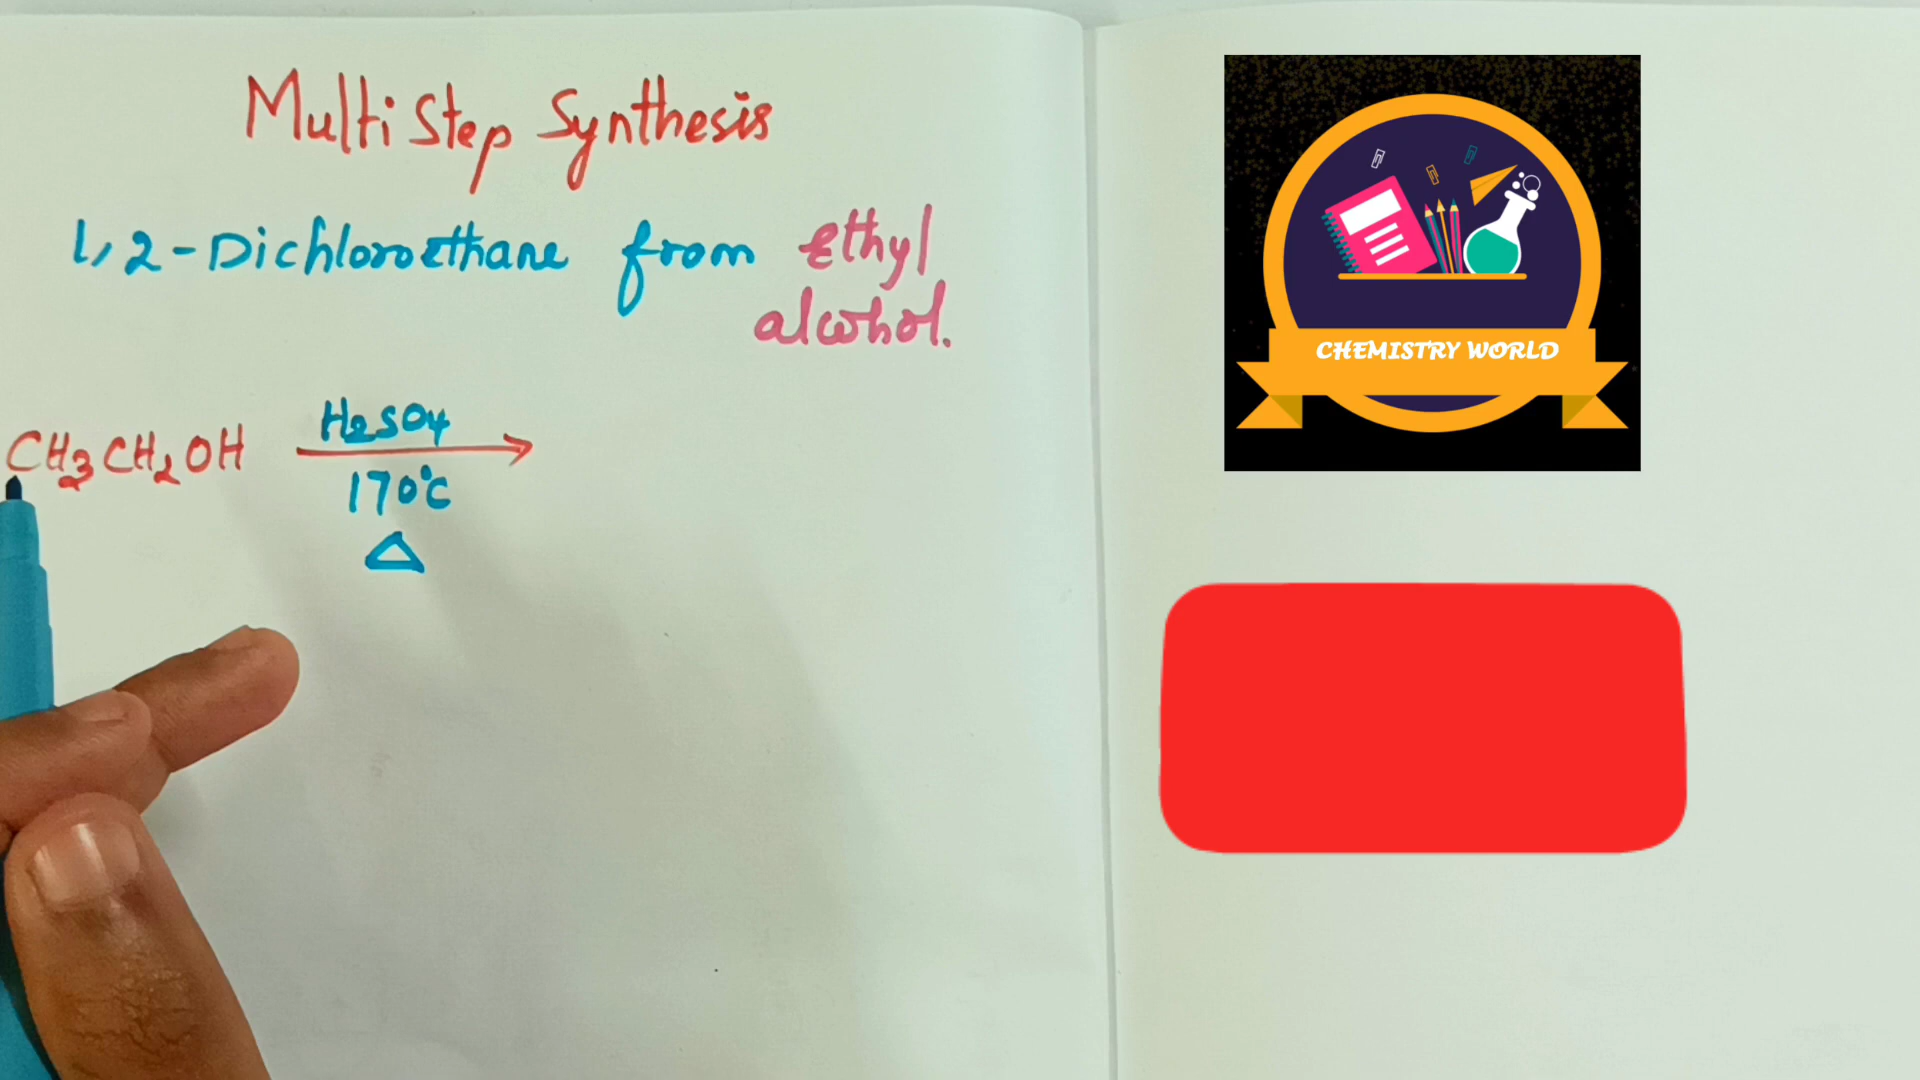 Multi Step Synthesis
1,2-Dichloroethane from Ethyl
alcohol.
CH3CH2OH H2SO4
170°C
Δ
CHEMISTRY WORLD